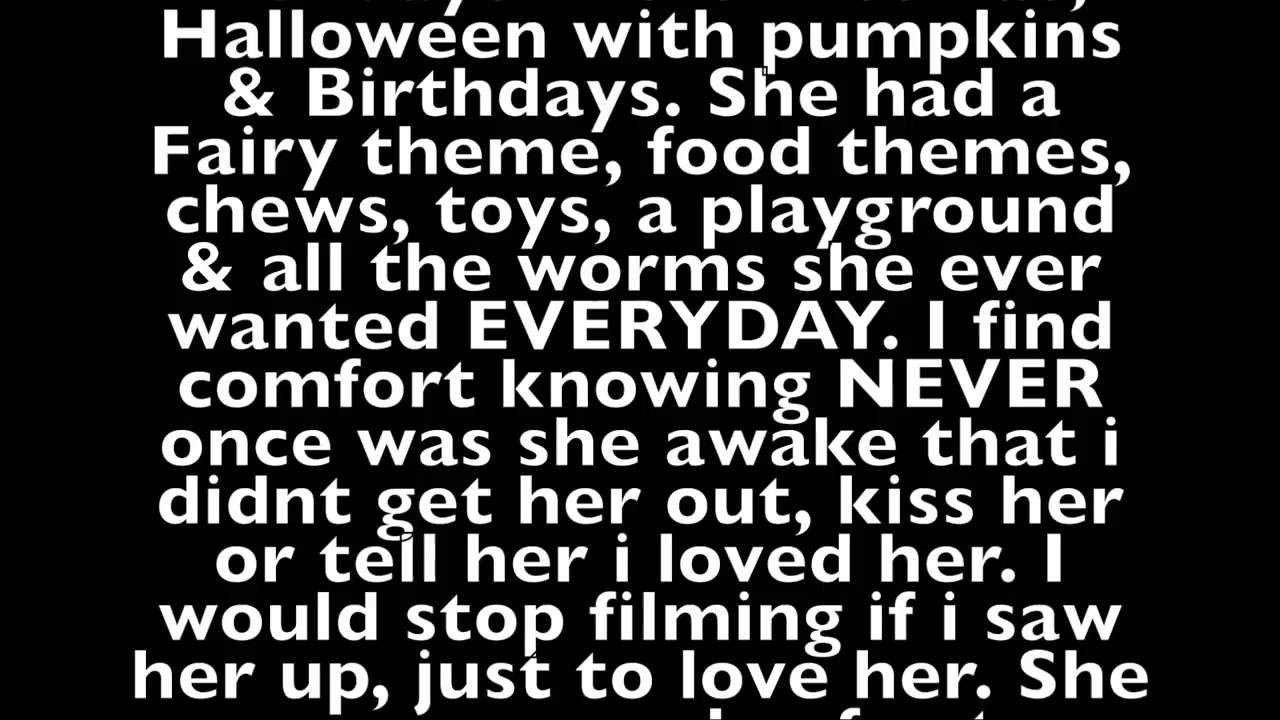 Halloween with pumpkins
& Birthdays. She had a
Fairy theme, food themes,
chews, toys, a playground
& all the worms she ever
wanted EVERYDAY. I find
comfort knowing NEVER
once was she awake that i
didnt get her out, kiss her
or tell her i loved her. I
would stop filming if i saw
her up, just to love her. She